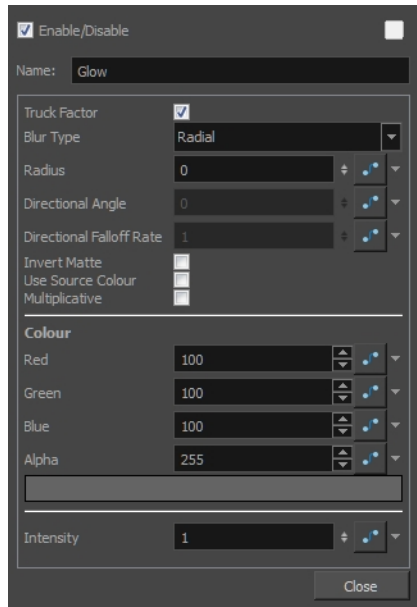 Enable/Disable
Name: Glow
Truck Factor
Blur Type Radial
Radius 0
Directional Angle 0
Directional Falloff Rate 1
Invert Matte
Use Source Colour
Multiplicative
Colour
Red 100
Green 100
Blue 100
Alpha 255
Intensity 1
Close